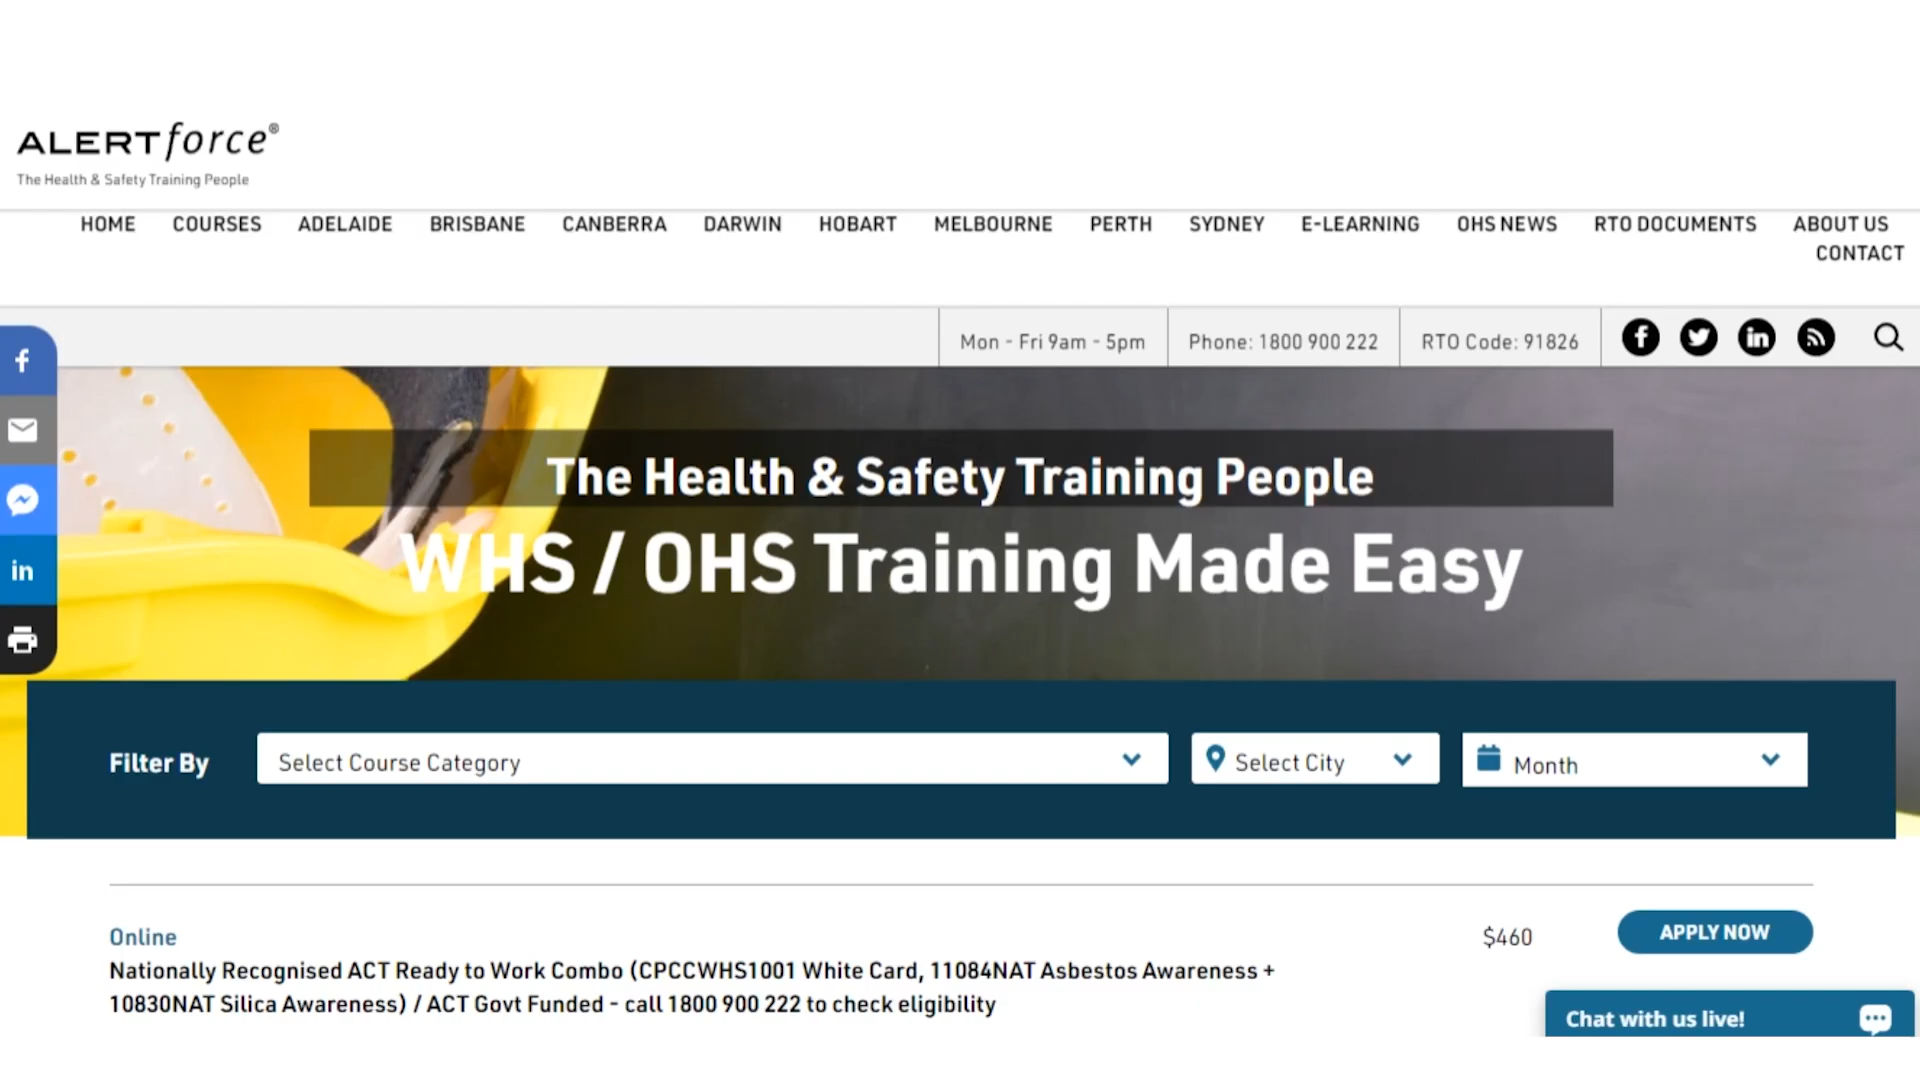 ALERTforce®
The Health & Safety Training People
HOME COURSES ADELAIDE BRISBANE CANBERRA DARWIN HOBART MELBOURNE PERTH SYDNEY E-LEARNING OHS NEWS RTO DOCUMENTS ABOUT US
CONTACT
Mon - Fri 9am - 5pm Phone: 1800 900 222 RTO Code: 91826
The Health & Safety Training People
WHS / OHS Training Made Easy
Filter By Select Course Category Select City Month
Online $460 APPLY NOW
Nationally Recognised ACT Ready to Work Combo (CPCCWHS1001 White Card, 11084NAT Asbestos Awareness +
10830NAT Silica Awareness) / ACT Govt Funded - call 1800 900 222 to check eligibility
Chat with us live!